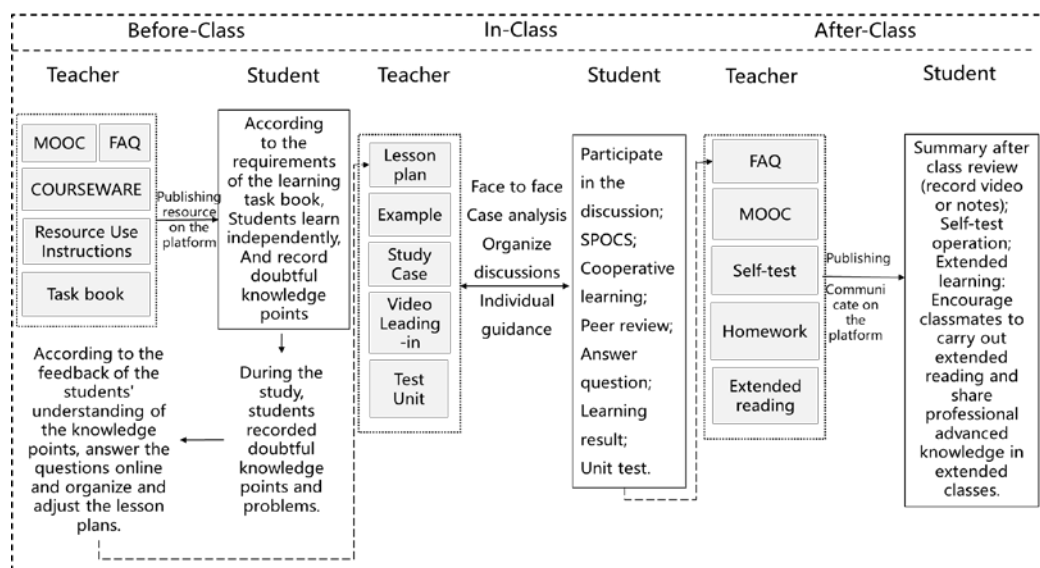 Before-Class
In-Class
After-Class
Teacher
Student
Teacher
Student
Teacher
Student
MOOC
FAQ
COURSEWARE
Resource Use
Instructions
Task book
Publishing
resource
on the
platform
According
to the
requirements
of the learning
task book,
Students learn
independently,
And record
doubtful
knowledge
points
During the
study,
students
recorded
doubtful
knowledge
points and
problems.
According to the
feedback of the
students'
understanding of
the knowledge
points, answer the
questions online
and organize and
adjust the lesson
plans.
Lesson
plan
Example
Study
Case
Video
Leading
-in
Test
Unit
Face to face
Case analysis
Organize
discussions
Individual
guidance
Participate
in the
discussion;
SPOCS;
Cooperative
learning;
Peer review;
Answer
question;
Learning
result;
Unit test.
FAQ
MOOC
Self-test
Homework
Extended
reading
Publishing
Communi
cate on
the
platform
Summary after
class review
(record video
or notes);
Self-test
operation;
Extended
learning:
Encourage
classmates to
carry out
extended
reading and
share
professional
advanced
knowledge in
extended
classes.